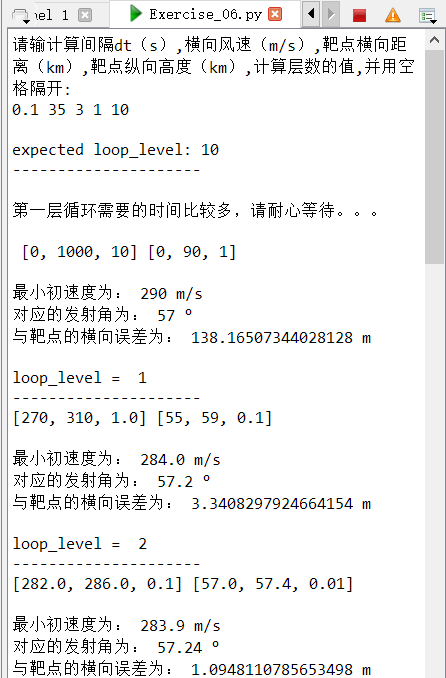 nel 1
Exercise_06.py
请输计算间隔dt（s）,横向风速（m/s）,靶点横向距
离（km）,靶点纵向高度（km）,计算层数的值,并用空
格隔开:
0.1 35 3 1 10
expected loop_level: 10
---------------------
第一层循环需要的时间比较多，请耐心等待。。。
[0, 1000, 10] [0, 90, 1]
最小初速度为： 290 m/s
对应的发射角为： 57 º
与靶点的横向误差为： 138.16507344028128 m
loop_level =  1
---------------------
[270, 310, 1.0] [55, 59, 0.1]
最小初速度为： 284.0 m/s
对应的发射角为： 57.2 º
与靶点的横向误差为： 3.3408297924664154 m
loop_level =  2
---------------------
[282.0, 286.0, 0.1] [57.0, 57.4, 0.01]
最小初速度为： 283.9 m/s
对应的发射角为： 57.24 º
与靶点的横向误差为： 1.0948110785653498 m